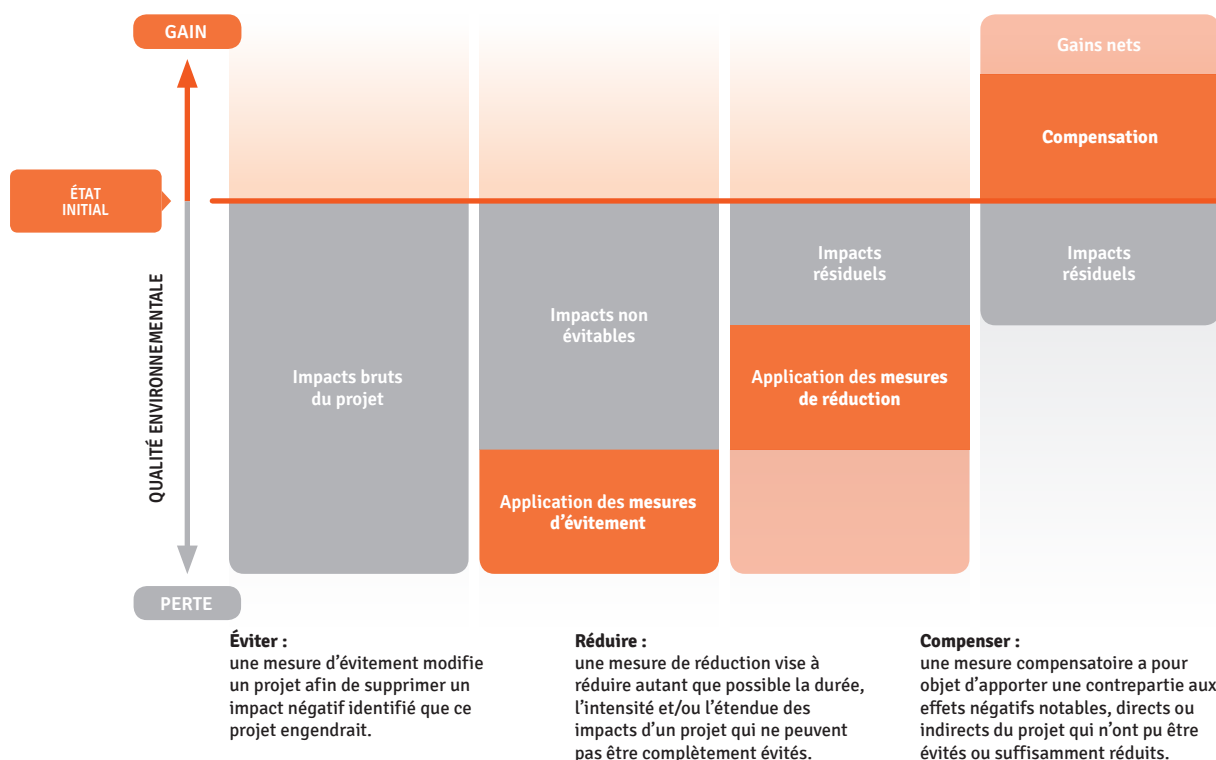 GAIN
ÉTAT
INITIAL
QUALITÉ ENVIRONNEMENTALE
PERTE
Impacts bruts
du projet
Impacts non
évitables
Application des mesures
d’évitement
Impacts
résiduels
Application des mesures
de réduction
Gains nets
Compensation
Impacts
résiduels
Éviter :
une mesure d’évitement modifie
un projet afin de supprimer un
impact négatif identifié que ce
projet engendrait.
Réduire :
une mesure de réduction vise à
réduire autant que possible la durée,
l’intensité et/ou l’étendue des
impacts d’un projet qui ne peuvent
pas être complètement évités.
Compenser :
une mesure compensatoire a pour
objet d’apporter une contrepartie aux
effets négatifs notables, directs ou
indirects du projet qui n’ont pu être
évités ou suffisamment réduits.